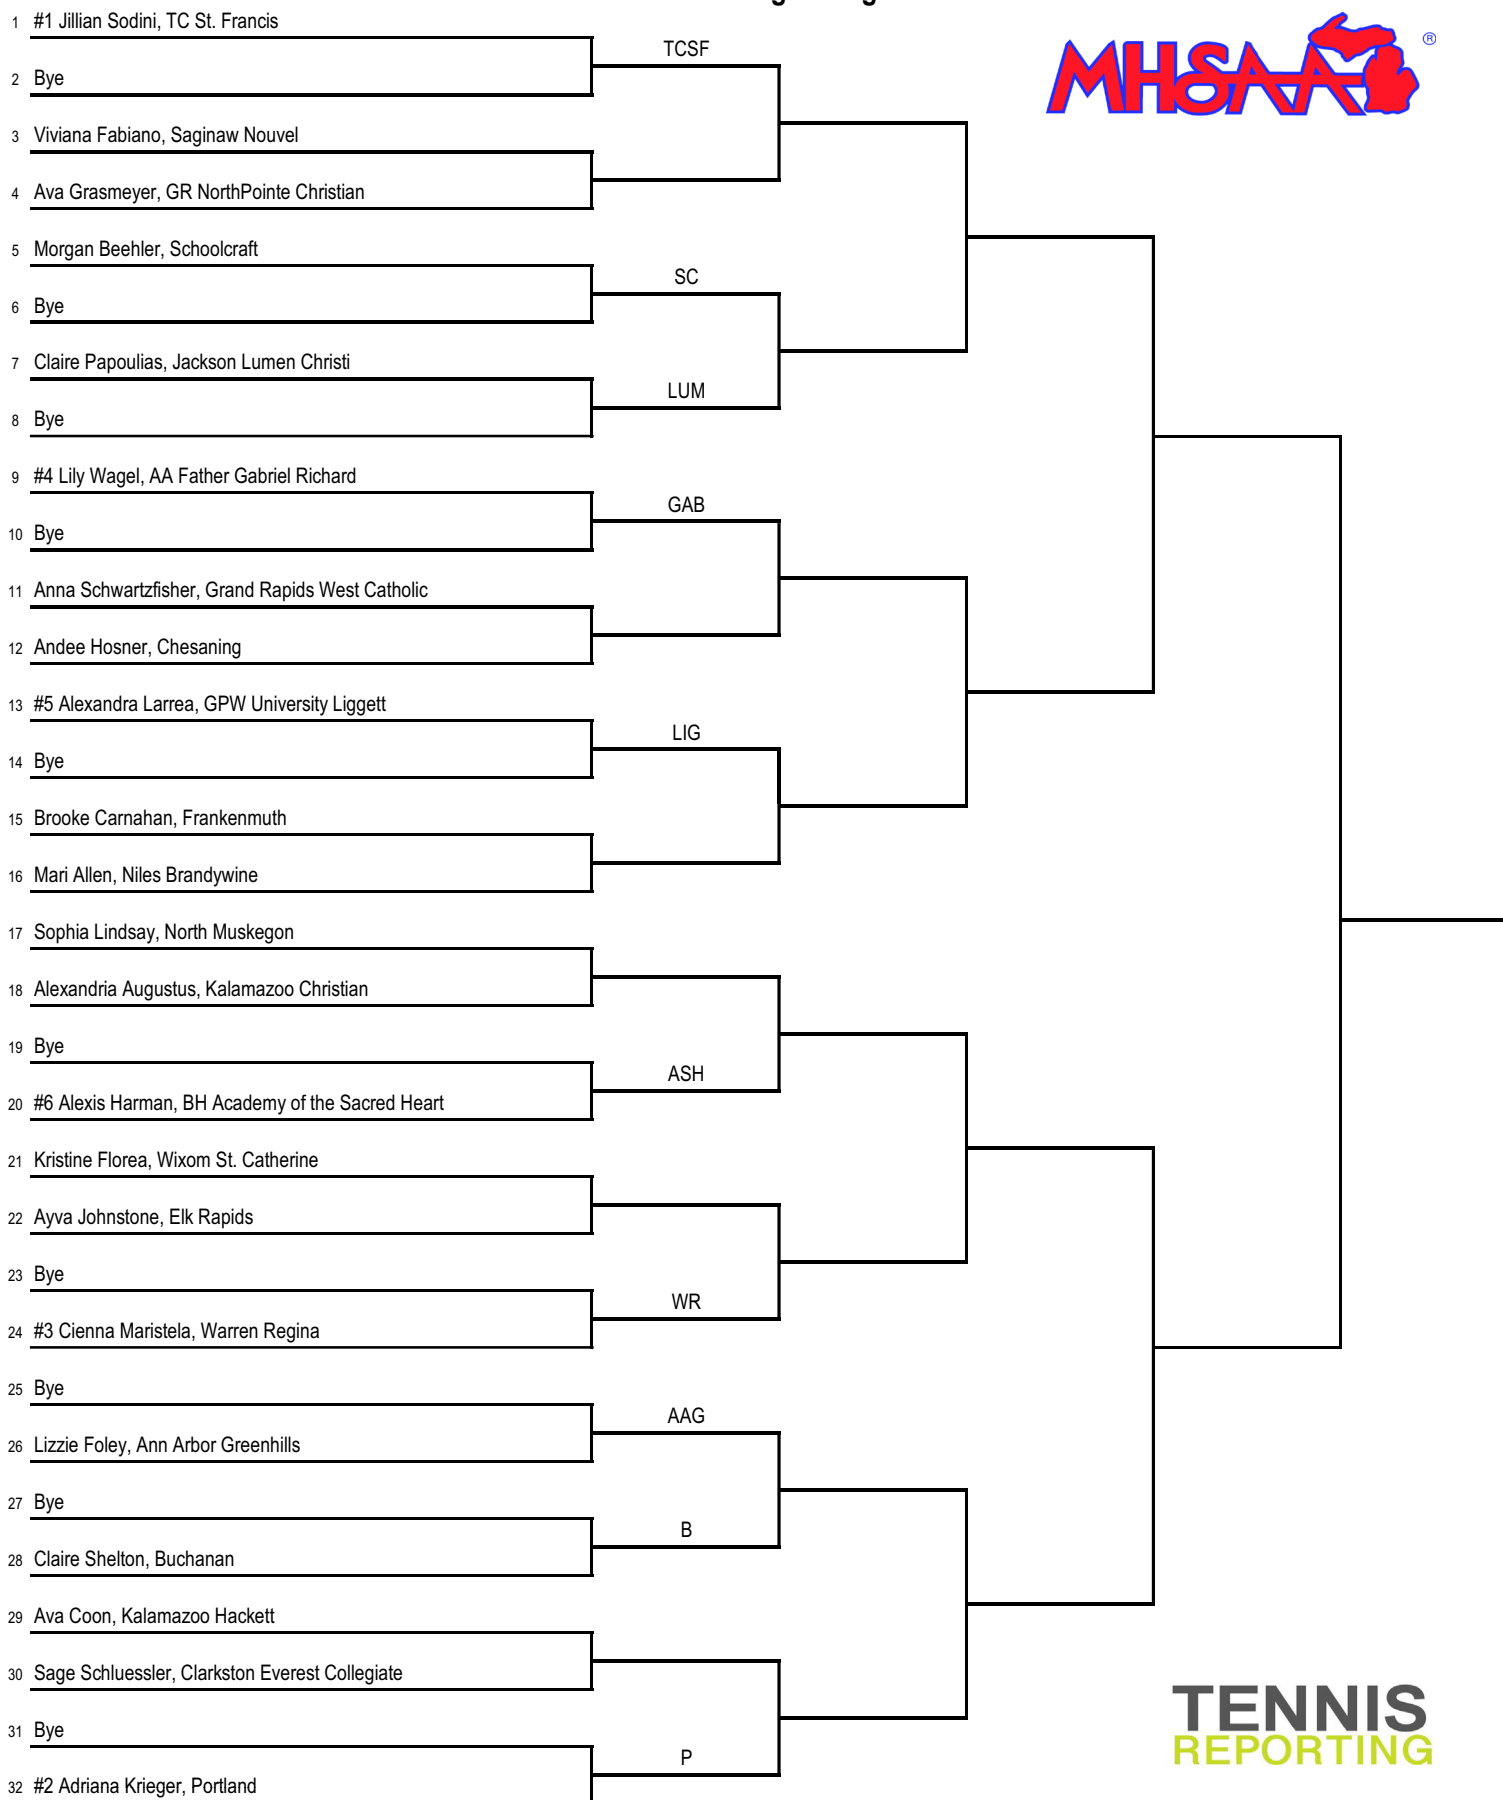 1 #1 Jillian Sodini, TC St. Francis
TCSF
2 Bye
3 Viviana Fabiano, Saginaw Nouvel
4 Ava Grasmeyer, GR NorthPointe Christian
5 Morgan Beehler, Schoolcraft
SC
6 Bye
7 Claire Papoulias, Jackson Lumen Christi
LUM
8 Bye
9 #4 Lily Wagel, AA Father Gabriel Richard
GAB
10 Bye
11 Anna Schwartzfisher, Grand Rapids West Catholic
12 Andee Hosner, Chesaning
13 #5 Alexandra Larrea, GPW University Liggett
LIG
14 Bye
15 Brooke Carnahan, Frankenmuth
16 Mari Allen, Niles Brandywine
17 Sophia Lindsay, North Muskegon
18 Alexandria Augustus, Kalamazoo Christian
19 Bye
ASH
20 #6 Alexis Harman, BH Academy of the Sacred Heart
21 Kristine Florea, Wixom St. Catherine
22 Ayva Johnstone, Elk Rapids
23 Bye
WR
24 #3 Cienna Maristela, Warren Regina
25 Bye
AAG
26 Lizzie Foley, Ann Arbor Greenhills
27 Bye
B
28 Claire Shelton, Buchanan
29 Ava Coon, Kalamazoo Hackett
30 Sage Schluessler, Clarkston Everest Collegiate
31 Bye
P
32 #2 Adriana Krieger, Portland
MHSAA ®
TENNIS
REPORTING